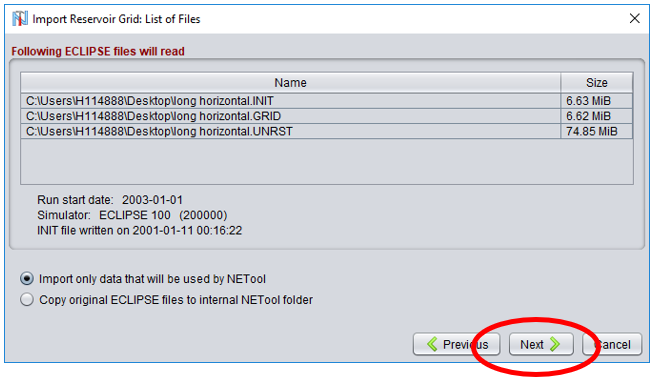 Import Reservoir Grid: List of Files
Following ECLIPSE files will read
Name Size
C:\Users\H114888\Desktop\long horizontal.INIT 6.63 MiB
C:\Users\H114888\Desktop\long horizontal.GRID 6.62 MiB
C:\Users\H114888\Desktop\long horizontal.UNRST 74.85 MiB
Run start date: 2003-01-01
Simulator: ECLIPSE 100 (200000)
INIT file written on 2001-01-11 00:16:22
Import only data that will be used by NETool
Copy original ECLIPSE files to internal NETool folder
Previous Next Cancel